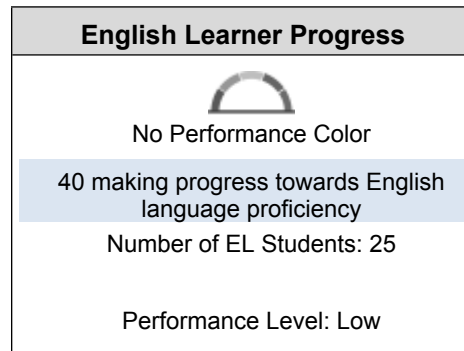 English Learner Progress
No Performance Color
40 making progress towards English
language proficiency
Number of EL Students: 25
Performance Level: Low